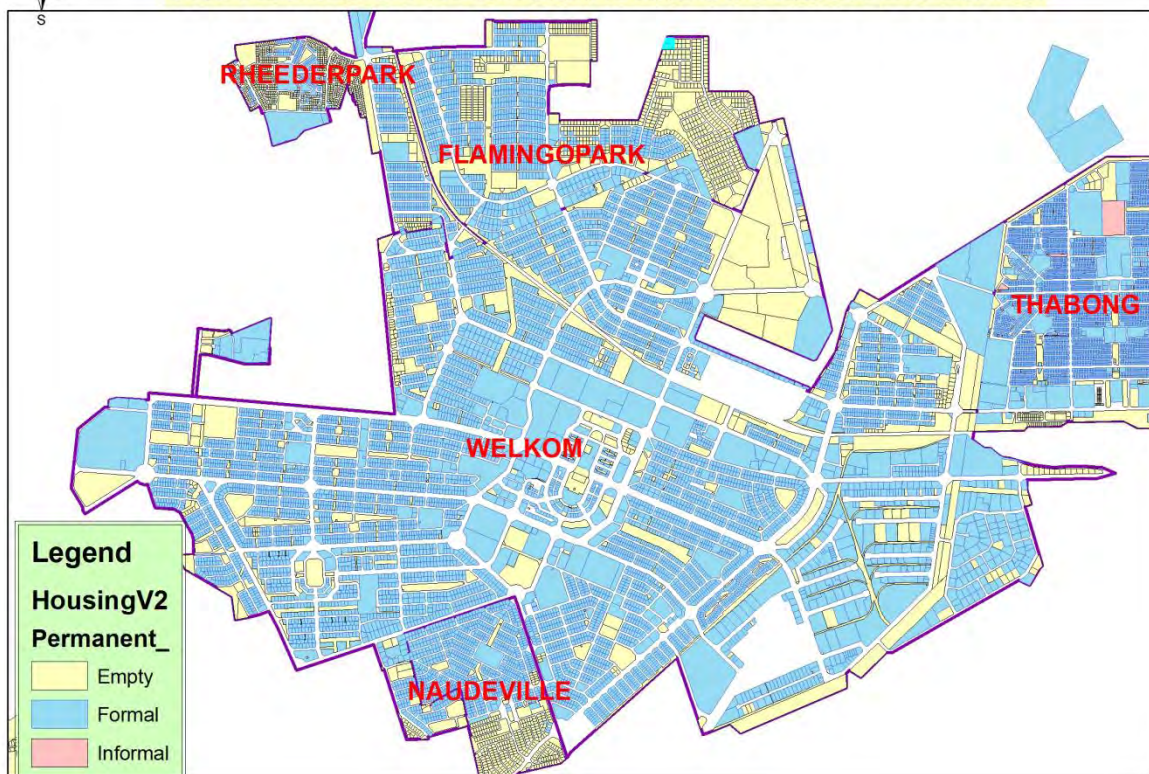 S
RHEEDERPARK
FLAMINGOPARK
THABONG
WELKOM
NAUDEVILLE
Legend
HousingV2
Permanent_
Empty
Formal
Informal